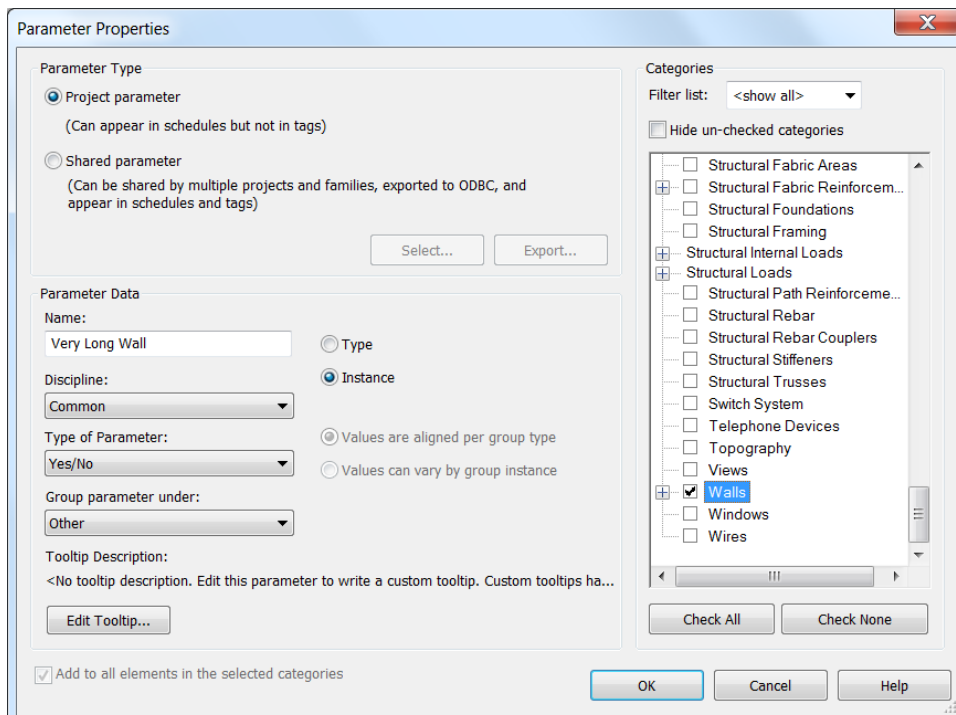 Parameter Properties
X
Parameter Type
Project parameter
(Can appear in schedules but not in tags)
Shared parameter
(Can be shared by multiple projects and families, exported to ODBC, and
appear in schedules and tags)
Select...
Export...
Parameter Data
Name:
Very Long Wall
Type
Instance
Discipline:
Common
Type of Parameter:
Yes/No
Values are aligned per group type
Values can vary by group instance
Group parameter under:
Other
Tooltip Description:
<No tooltip description. Edit this parameter to write a custom tooltip. Custom tooltips ha...
Edit Tooltip...
Add to all elements in the selected categories
Categories
Filter list:
<show all>
Hide un-checked categories
Structural Fabric Areas
Structural Fabric Reinforcem...
Structural Foundations
Structural Framing
Structural Internal Loads
Structural Loads
Structural Path Reinforceme...
Structural Rebar
Structural Rebar Couplers
Structural Stiffeners
Structural Trusses
Switch System
Telephone Devices
Topography
Views
Walls
Windows
Wires
Check All
Check None
OK
Cancel
Help